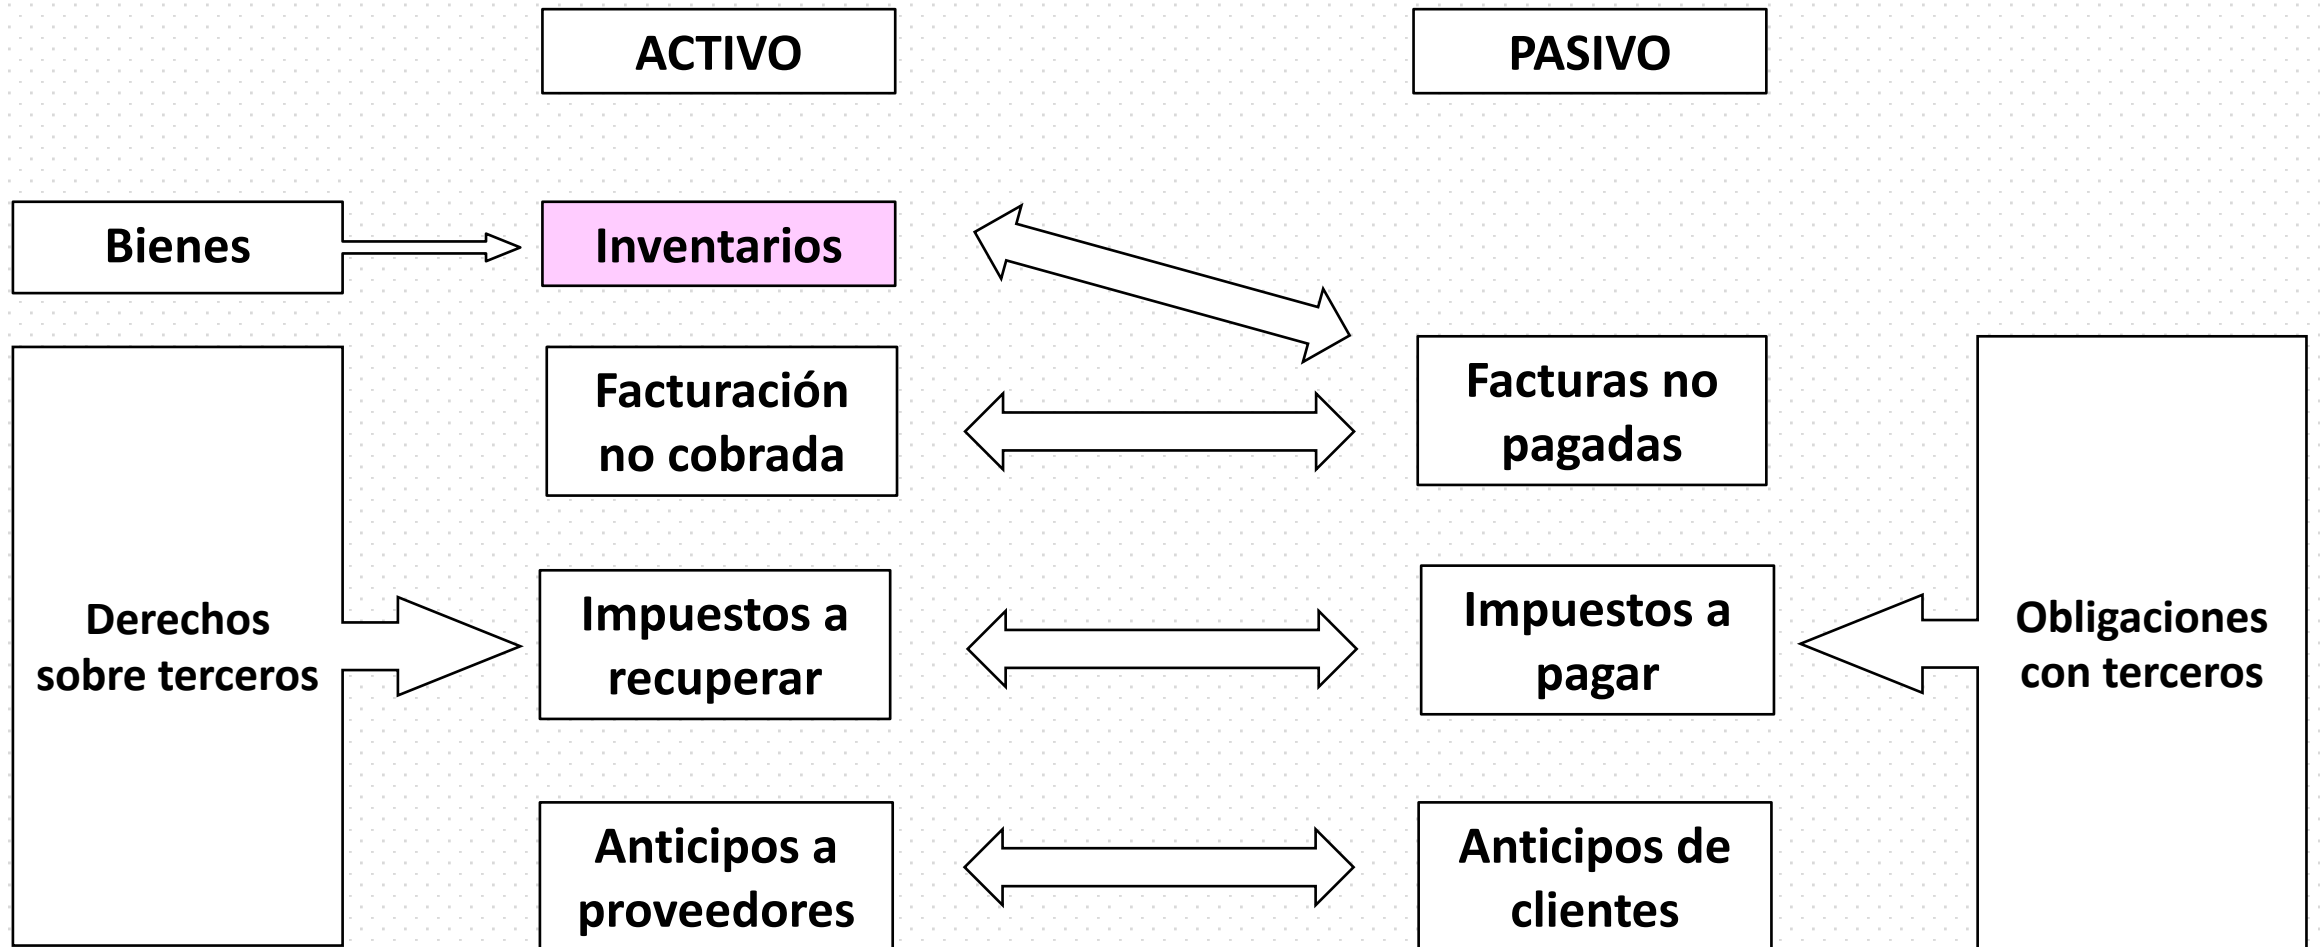 ACTIVO
PASIVO
Bienes
Inventarios
Facturación
no cobrada
Facturas no
pagadas
Derechos
sobre terceros
Impuestos a
recuperar
Impuestos a
pagar
Obligaciones
con terceros
Anticipos a
proveedores
Anticipos de
clientes